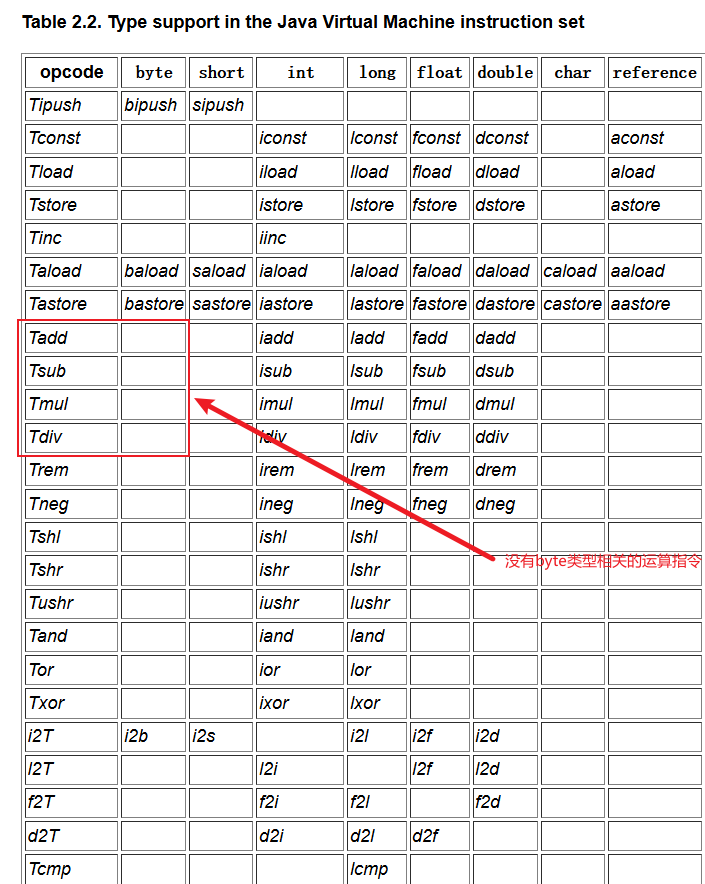 Table 2.2. Type support in the Java Virtual Machine instruction set
opcode byte short int long float double char reference
Tipush bipush sipush
Tconst iconst lconst fconst dconst aconst
Tload iload lload fload dload aload
Tstore istore lstore fstore dstore astore
Tinc iinc
Taload baload saload iaload laload faload daload caload aaload
Tastore bastore sastore iastore lastore fastore dastore castore aastore
Tadd iadd ladd fadd dadd
Tsub isub lsub fsub dsub
Tmul imul lmul fmul dmul
Tdiv idiv ldiv fdiv ddiv
Trem irem lrem frem drem
Tneg ineg lneg fneg dneg
Tshl ishl lshl
没有byte类型相关的运算指令
Tshr ishr lshr
Tushr iushr lushr
Tand iand land
Tor ior lor
Txor ixor lxor
i2T i2b i2s i2l i2f i2d
l2T l2i l2f l2d
f2T f2i f2l f2d
d2T d2i d2l d2f
Tcmp lcmp